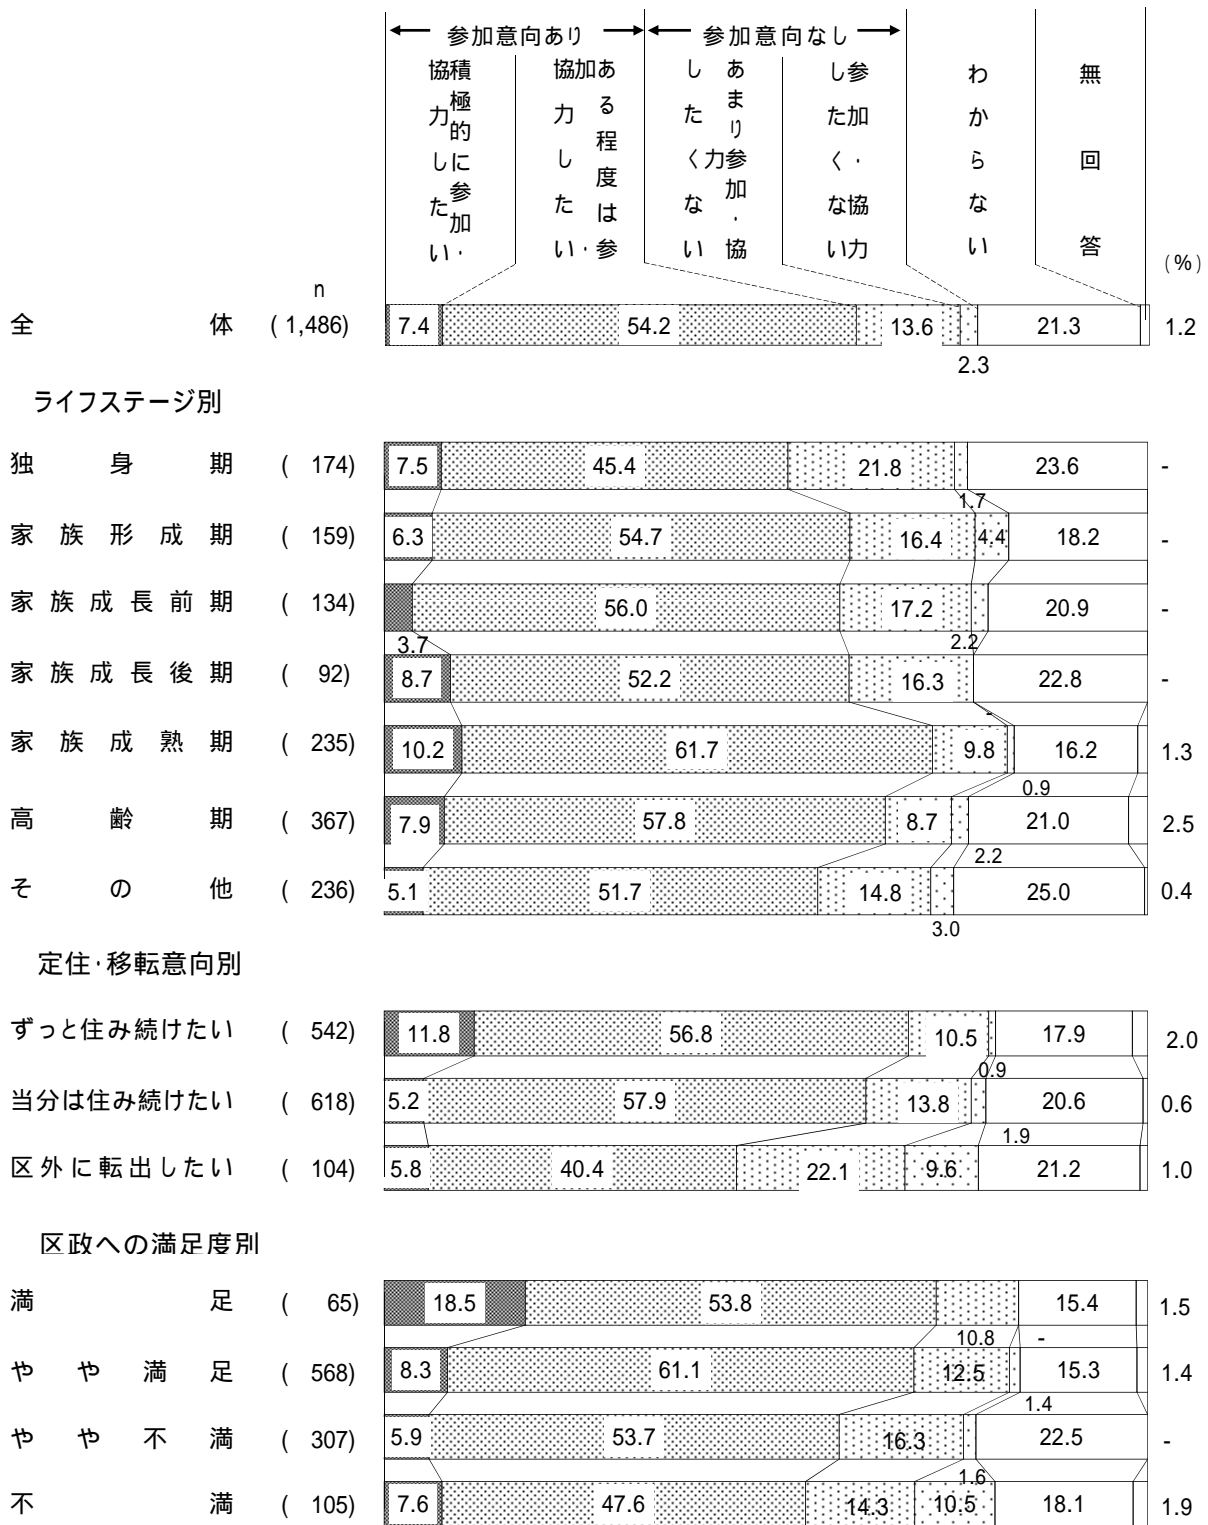 参加意向あり 参加意向なし
積極的に参加・協力したい
ある程度は参加・協力したい
あまり参加・協力したくない
参加・協力したくない
わからない
無回答
(%)
n
全体 (1,486) 7.4 54.2 13.6 21.3 1.2
2.3
ライフステージ別
独身期 ( 174) 7.5 45.4 21.8 23.6 -
1.7
家族形成期 ( 159) 6.3 54.7 16.4 4.4 18.2 -
家族成長前期 ( 134) 56.0 17.2 20.9 -
3.7 2.2
家族成長後期 ( 92) 8.7 52.2 16.3 22.8 -
-
家族成熟期 ( 235) 10.2 61.7 9.8 16.2 1.3
0.9
高齢期 ( 367) 7.9 57.8 8.7 21.0 2.5
2.2
その他 ( 236) 5.1 51.7 14.8 25.0 0.4
3.0
定住・移転意向別
ずっと住み続けたい ( 542) 11.8 56.8 10.5 17.9 2.0
0.9
当分は住み続けたい ( 618) 5.2 57.9 13.8 20.6 0.6
1.9
区外に転出したい ( 104) 5.8 40.4 22.1 9.6 21.2 1.0
区政への満足度別
満足 ( 65) 18.5 53.8 15.4 1.5
10.8 -
やや満足 ( 568) 8.3 61.1 12.5 15.3 1.4
1.4
やや不満 ( 307) 5.9 53.7 16.3 22.5 -
1.6
不満 ( 105) 7.6 47.6 14.3 10.5 18.1 1.9